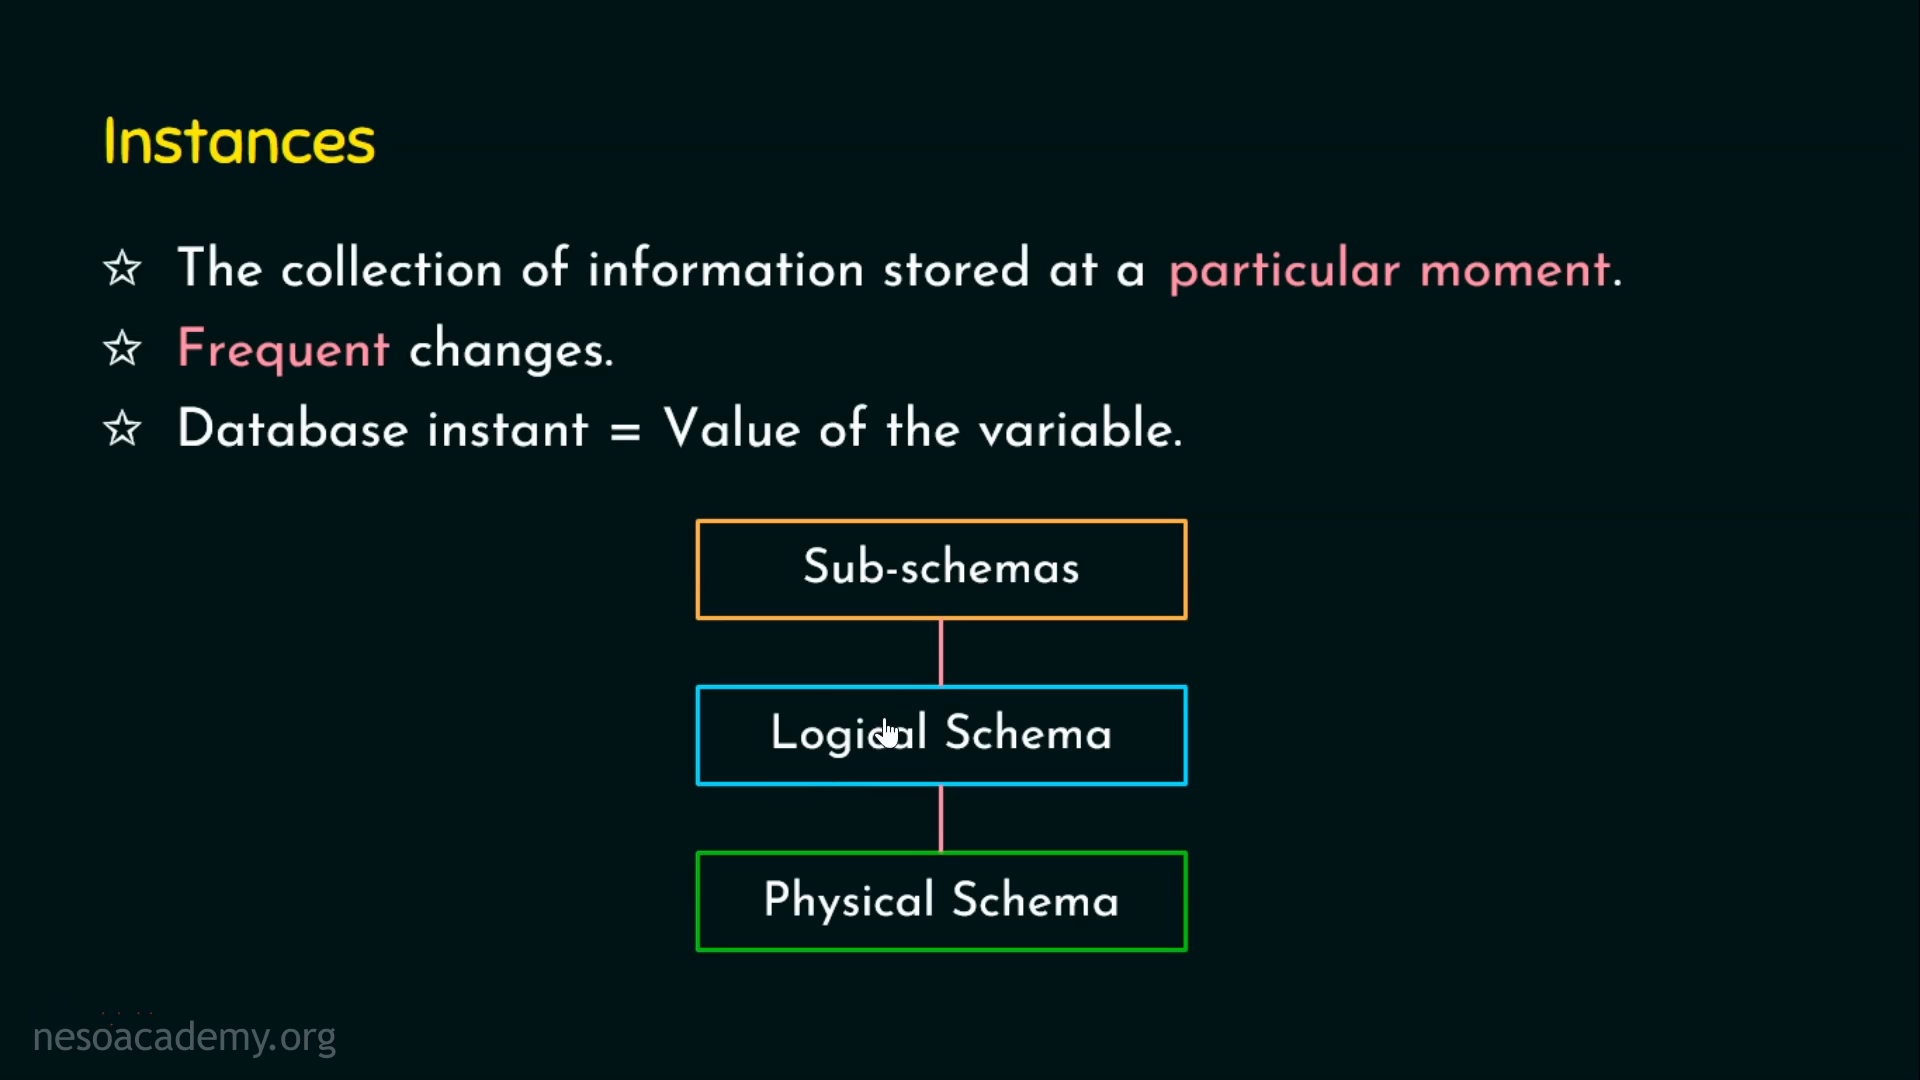 Instances
☆ The collection of information stored at a particular moment.
☆ Frequent changes.
☆ Database instant = Value of the variable.
Sub-schemas
Logical Schema
Physical Schema
nesoacademy.org